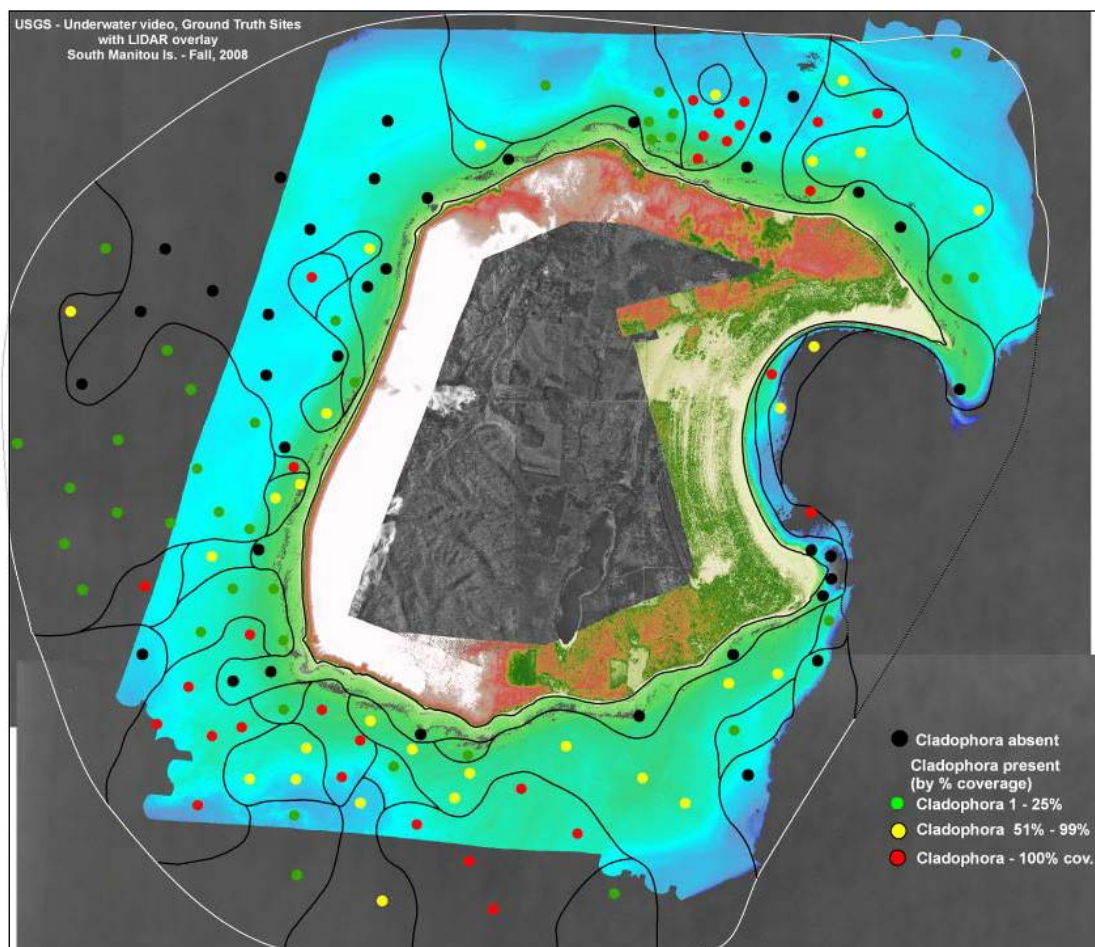 USGS - Underwater video, Ground Truth Sites
with LIDAR overlay
South Manitou Is. - Fall, 2008
Cladophora absent
Cladophora present
(by % coverage)
Cladophora 1 - 25%
Cladophora 51% - 99%
Cladophora - 100% cov.